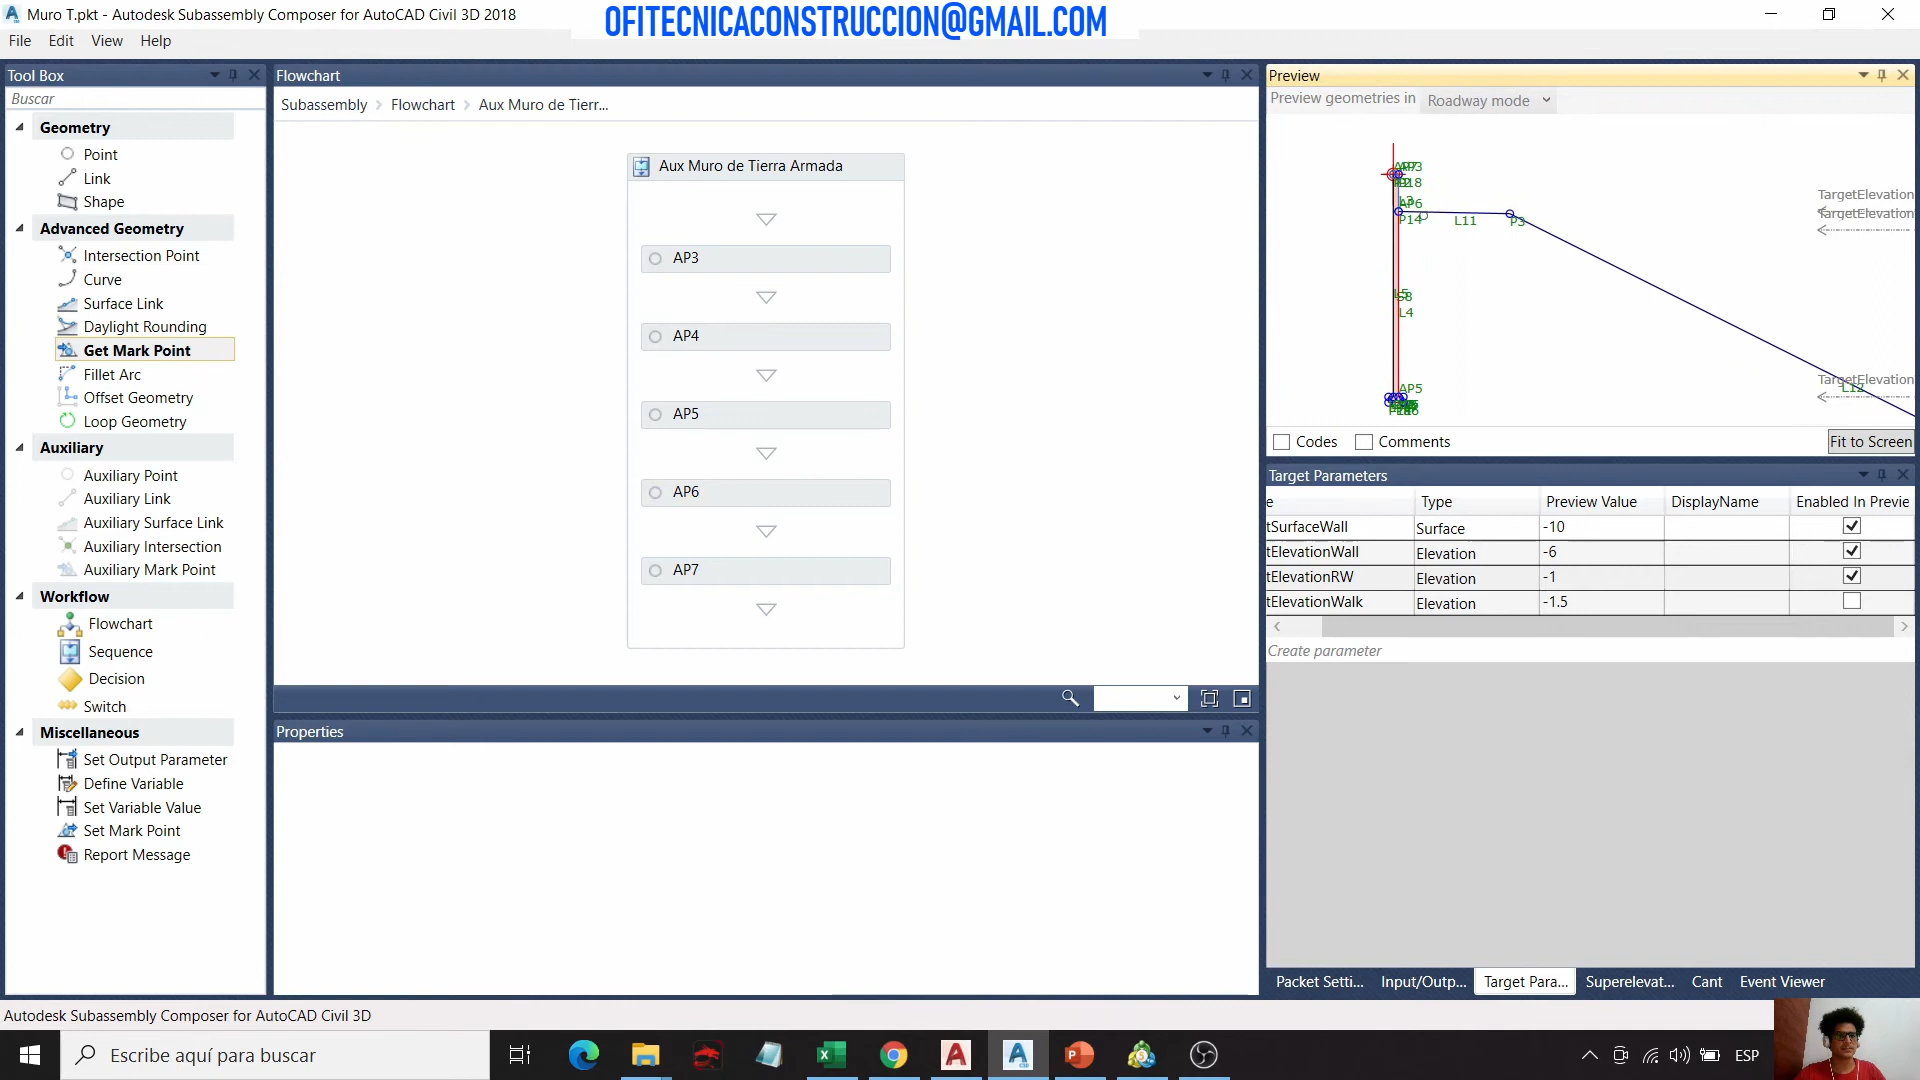 Muro T.pkt - Autodesk Subassembly Composer for AutoCAD Civil 3D 2018
OFITECNICACONSTRUCCION@GMAIL.COM
File Edit View Help
Tool Box
Buscar
Geometry
Point
Link
Shape
Advanced Geometry
Intersection Point
Curve
Surface Link
Daylight Rounding
Get Mark Point
Fillet Arc
Offset Geometry
Loop Geometry
Auxiliary
Auxiliary Point
Auxiliary Link
Auxiliary Surface Link
Auxiliary Intersection
Auxiliary Mark Point
Workflow
Flowchart
Sequence
Decision
Switch
Miscellaneous
Set Output Parameter
Define Variable
Set Variable Value
Set Mark Point
Report Message
Flowchart
Subassembly Flowchart Aux Muro de Tierr...
Aux Muro de Tierra Armada
AP3
AP4
AP5
AP6
AP7
Properties
Preview
Preview geometries in Roadway mode
AP6
P14
L11
P3
L4
AP5
L12
TargetElevation
TargetElevation
TargetElevation
Codes Comments Fit to Screen
Target Parameters
e Type Preview Value DisplayName Enabled In Previe
tSurfaceWall Surface -10
tElevationWall Elevation -6
tElevationRW Elevation -1
tElevationWalk Elevation -1.5
Create parameter
Packet Setti... Input/Outp... Target Para... Superelevat... Cant Event Viewer
Autodesk Subassembly Composer for AutoCAD Civil 3D
Escribe aquí para buscar
ESP